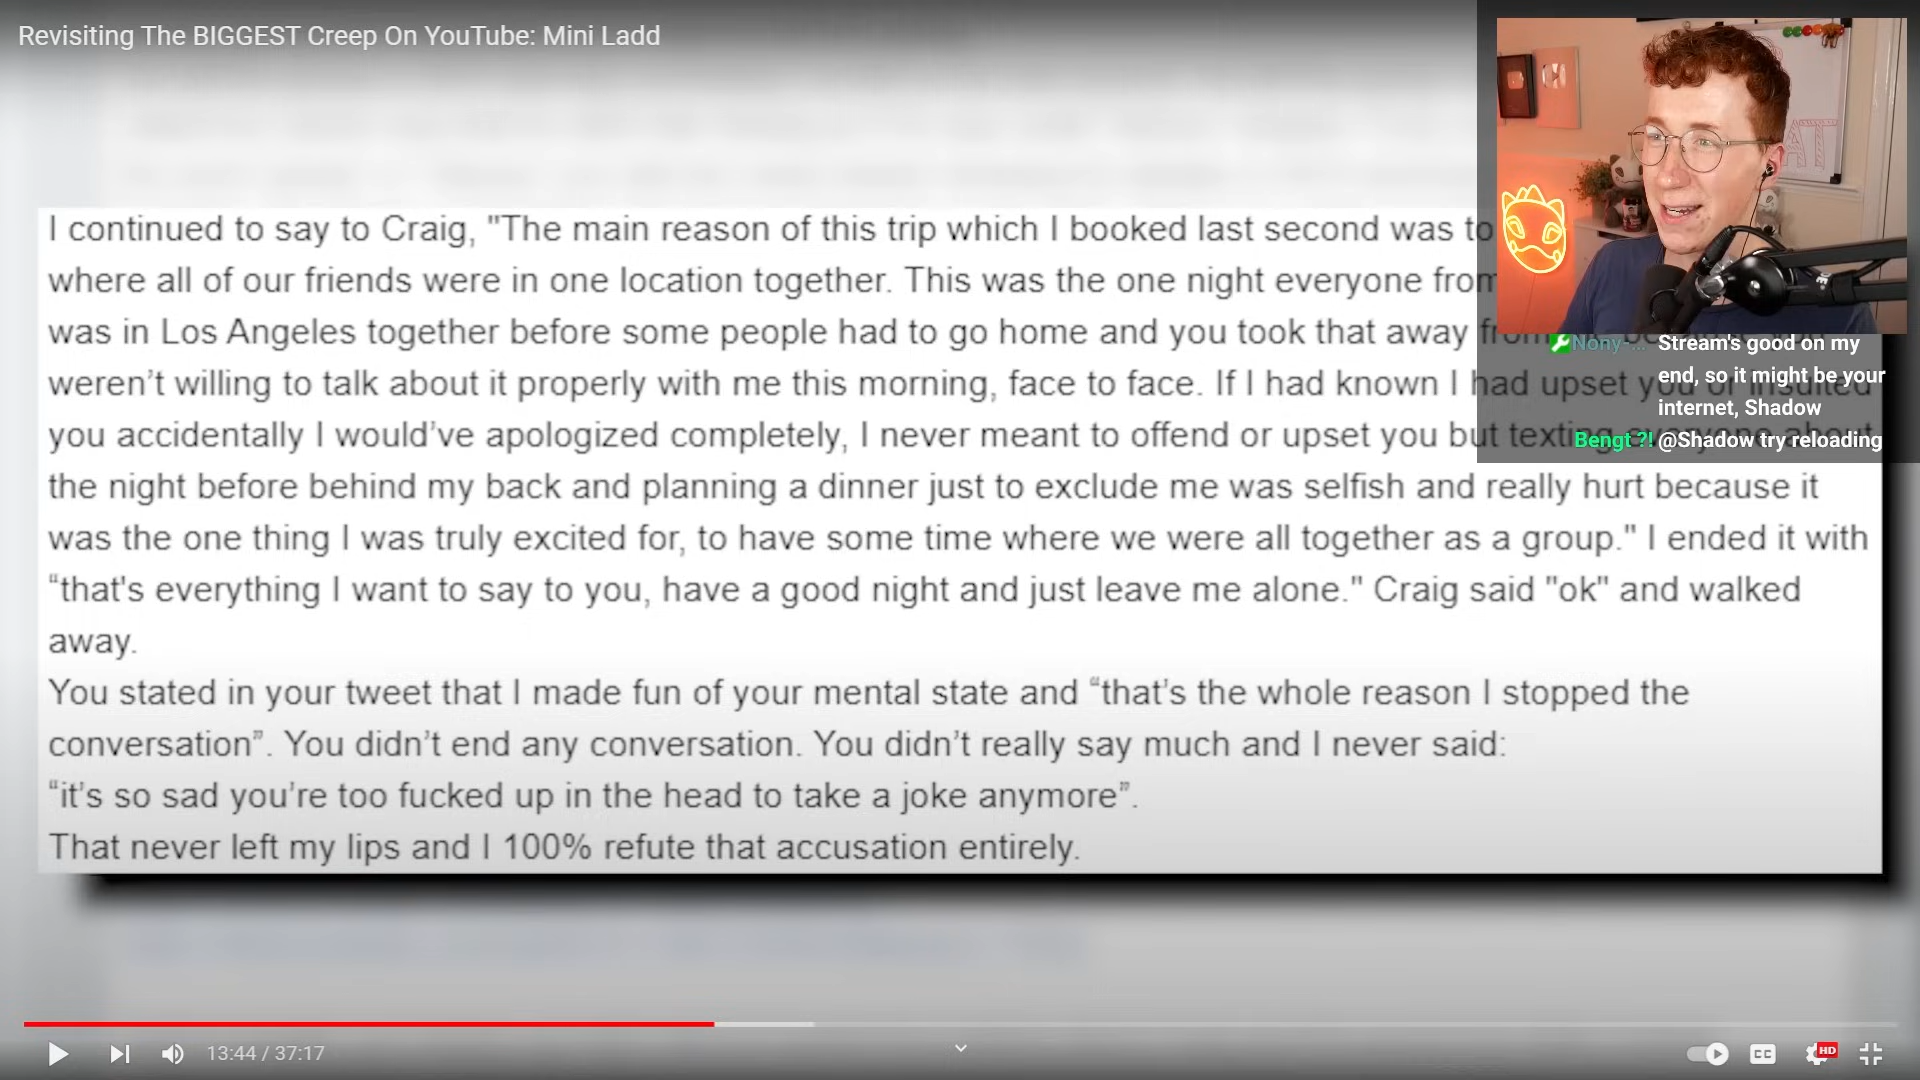 Revisiting The BIGGEST Creep On YouTube: Mini Ladd
I continued to say to Craig, "The main reason of this trip which I booked last second was to
where all of our friends were in one location together. This was the one night everyone from
was in Los Angeles together before some people had to go home and you took that away from
weren’t willing to talk about it properly with me this morning, face to face. If I had known I had upset you or insulted
you accidentally I would’ve apologized completely, I never meant to offend or upset you but texting everyone about
the night before behind my back and planning a dinner just to exclude me was selfish and really hurt because it
was the one thing I was truly excited for, to have some time where we were all together as a group." I ended it with
“that's everything I want to say to you, have a good night and just leave me alone." Craig said "ok" and walked
away.
You stated in your tweet that I made fun of your mental state and “that’s the whole reason I stopped the
conversation”. You didn’t end any conversation. You didn’t really say much and I never said:
“it’s so sad you’re too fucked up in the head to take a joke anymore”.
That never left my lips and I 100% refute that accusation entirely.
Nony-... Stream's good on my
end, so it might be your
internet, Shadow
Bengt ?! @Shadow try reloading
13:44 / 37:17
CC
HD